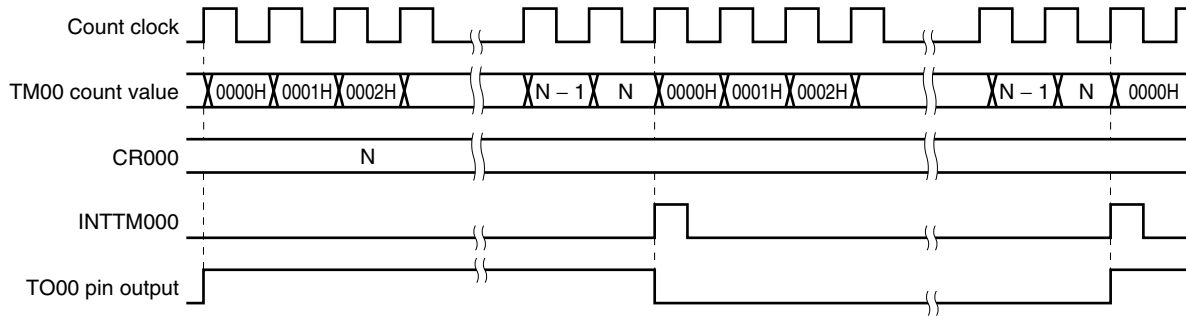 Count clock
TM00 count value 0000H 0001H 0002H N – 1 N 0000H 0001H 0002H N – 1 N 0000H
CR000 N
INTTM000
TO00 pin output